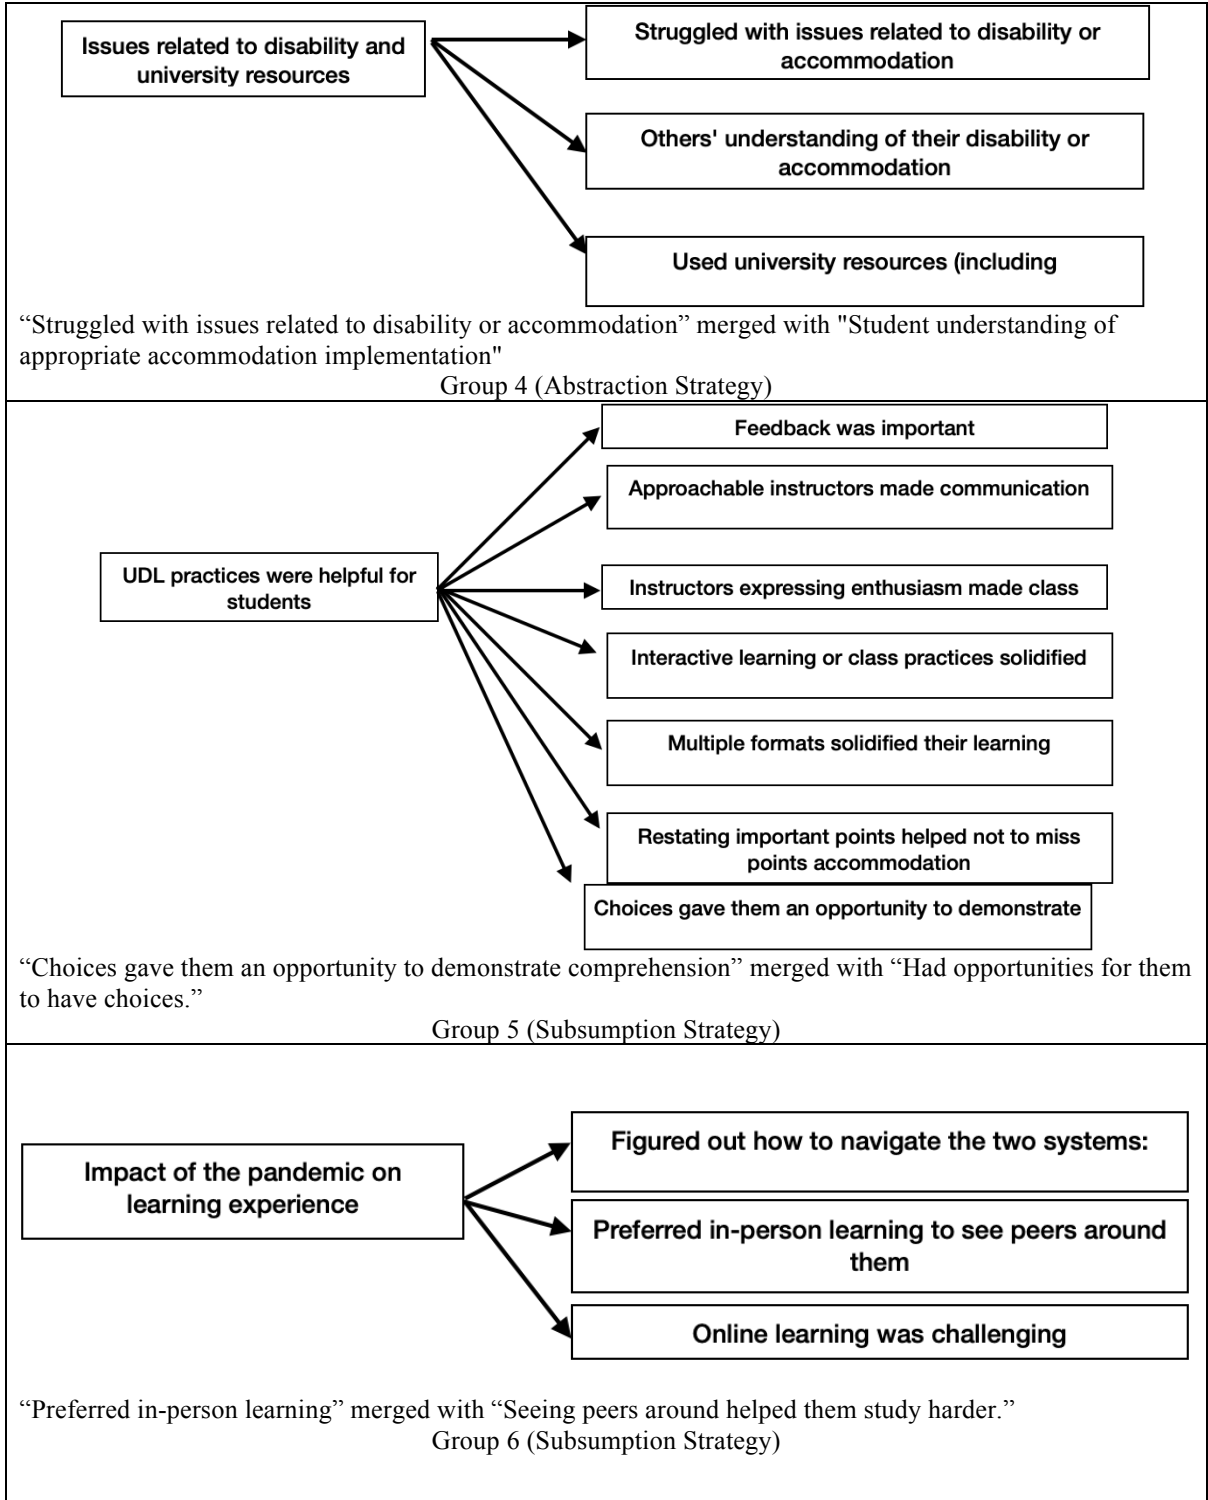 Issues related to disability and
university resources
Struggled with issues related to disability or
accommodation
Others' understanding of their disability or
accommodation
Used university resources (including
“Struggled with issues related to disability or accommodation” merged with "Student understanding of
appropriate accommodation implementation"
Group 4 (Abstraction Strategy)
UDL practices were helpful for
students
Feedback was important
Approachable instructors made communication
Instructors expressing enthusiasm made class
Interactive learning or class practices solidified
Multiple formats solidified their learning
Restating important points helped not to miss
points accommodation
Choices gave them an opportunity to demonstrate
“Choices gave them an opportunity to demonstrate comprehension” merged with “Had opportunities for them
to have choices.”
Group 5 (Subsumption Strategy)
Impact of the pandemic on
learning experience
Figured out how to navigate the two systems:
Preferred in-person learning to see peers around
them
Online learning was challenging
“Preferred in-person learning” merged with “Seeing peers around helped them study harder.”
Group 6 (Subsumption Strategy)